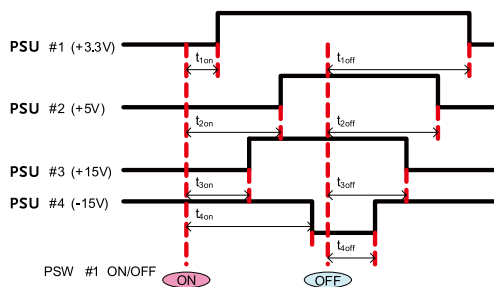 PSU #1 (+3.3V)
t1on
t1off
PSU #2 (+5V)
t2on
t2off
PSU #3 (+15V)
t3on
t3off
PSU #4 (-15V)
t4on
t4off
PSW #1 ON/OFF
ON
OFF